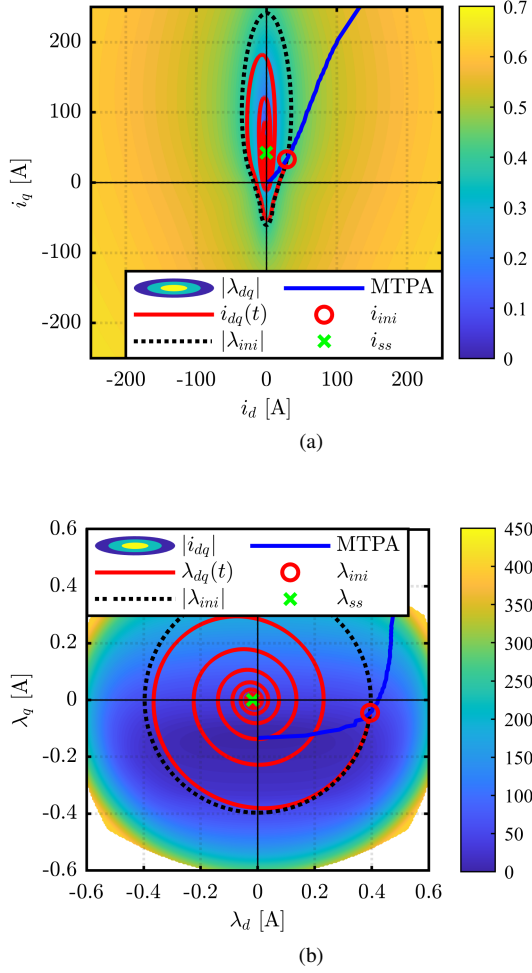 200
100
0
-100
-200
i_q [A]
-200 -100 0 100 200
i_d [A]
|λ_dq| MTPA
i_dq(t) i_ini
|λ_ini| i_ss
0.7
0.6
0.5
0.4
0.3
0.2
0.1
0
(a)
0.6
0.4
0.2
0
-0.2
-0.4
-0.6
λ_q [A]
-0.6 -0.4 -0.2 0 0.2 0.4 0.6
λ_d [A]
|i_dq| MTPA
λ_dq(t) λ_ini
|λ_ini| λ_ss
450
400
350
300
250
200
150
100
50
0
(b)